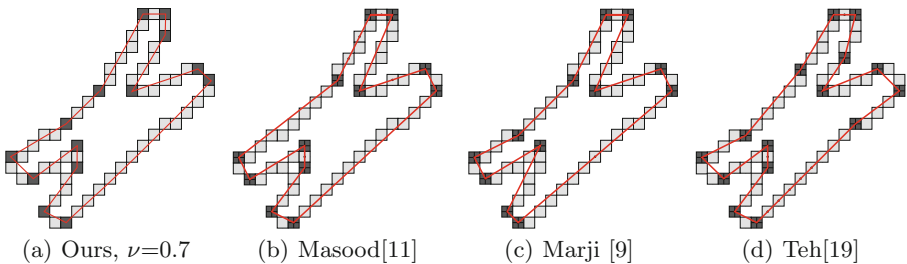 (a) Ours, ν=0.7 (b) Masood[11] (c) Marji [9] (d) Teh[19]